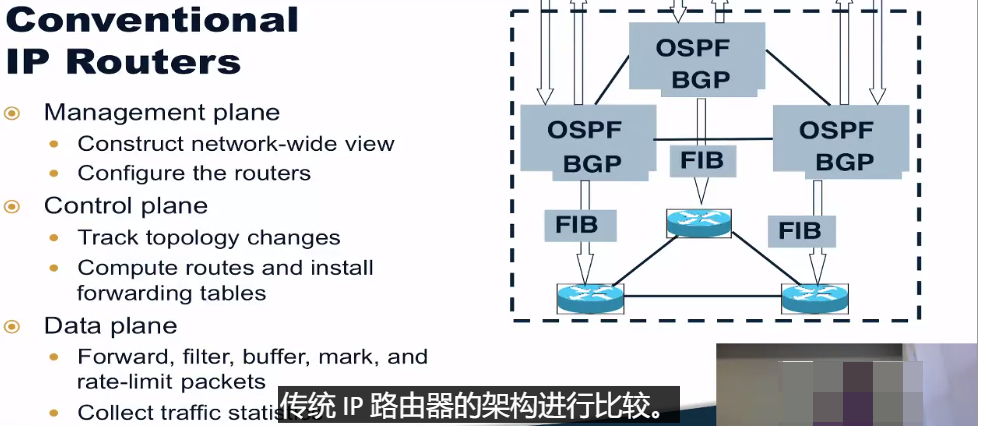 Conventional
IP Routers
Management plane
Construct network-wide view
Configure the routers
Control plane
Track topology changes
Compute routes and install
forwarding tables
Data plane
Forward, filter, buffer, mark, and
rate-limit packets
Collect traffic
OSPF
BGP
OSPF
BGP
OSPF
BGP
FIB
FIB
FIB
传统 IP 路由器的架构进行比较。